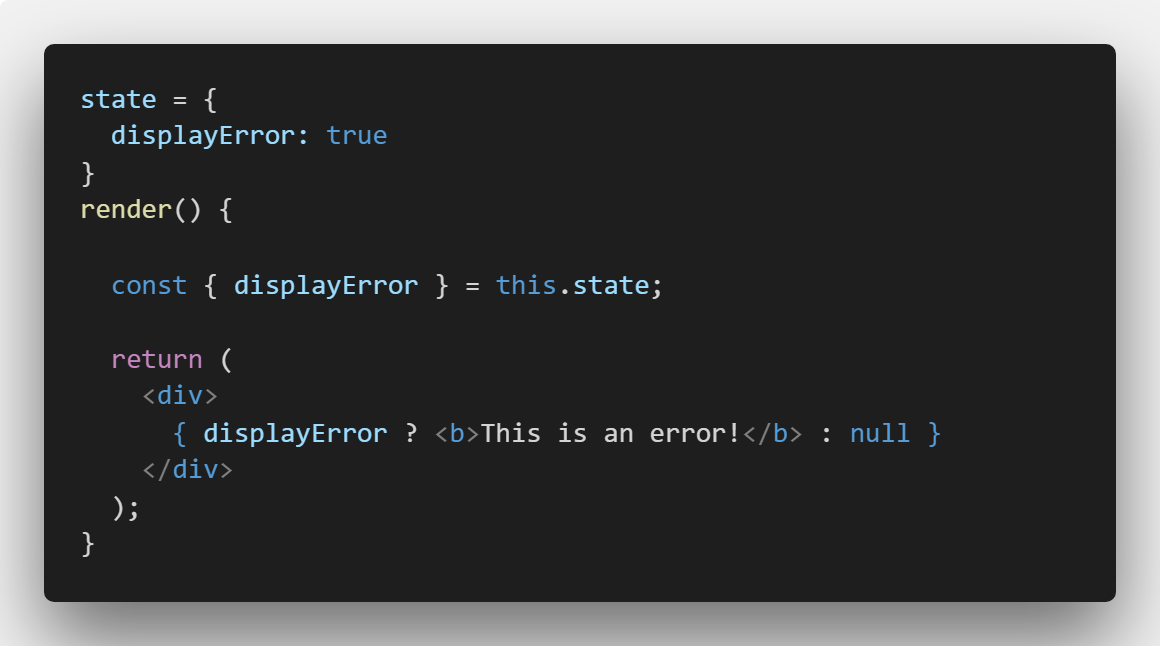 state = {
  displayError: true
}
render() {

  const { displayError } = this.state;

  return (
    <div>
      { displayError ? <b>This is an error!</b> : null }
    </div>
  );
}